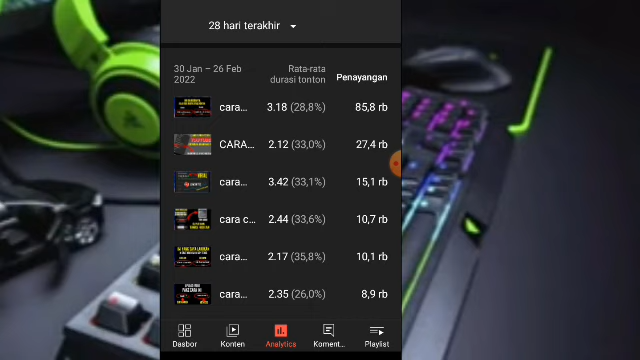 28 hari terakhir
30 Jan – 26 Feb
2022
Rata-rata
durasi tonton
Penayangan
cara... 3.18 (28,8%) 85,8 rb
CARA... 2.12 (33,0%) 27,4 rb
cara... 3.42 (33,1%) 15,1 rb
cara c... 2.44 (33,6%) 10,7 rb
cara... 2.17 (35,8%) 10,1 rb
cara... 2.35 (26,0%) 8,9 rb
Dasbor Konten Analytics Koment... Playlist